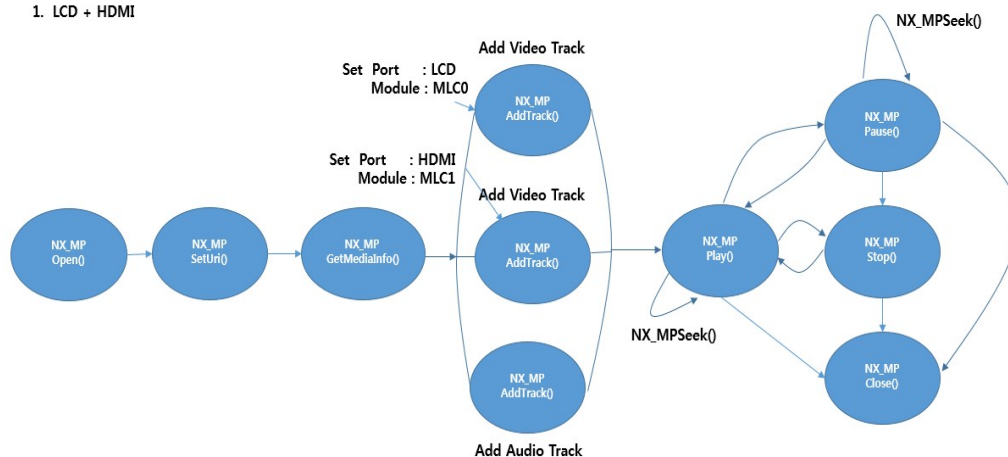 1. LCD + HDMI
NX_MPSeek()
Add Video Track
Set Port : LCD
Module : MLC0
NX_MP
AddTrack()
NX_MP
Pause()
Set Port : HDMI
Module : MLC1
Add Video Track
NX_MP
Open()
NX_MP
SetUri()
NX_MP
GetMediaInfo()
NX_MP
AddTrack()
NX_MP
Play()
NX_MP
Stop()
NX_MPSeek()
NX_MP
AddTrack()
NX_MP
Close()
Add Audio Track